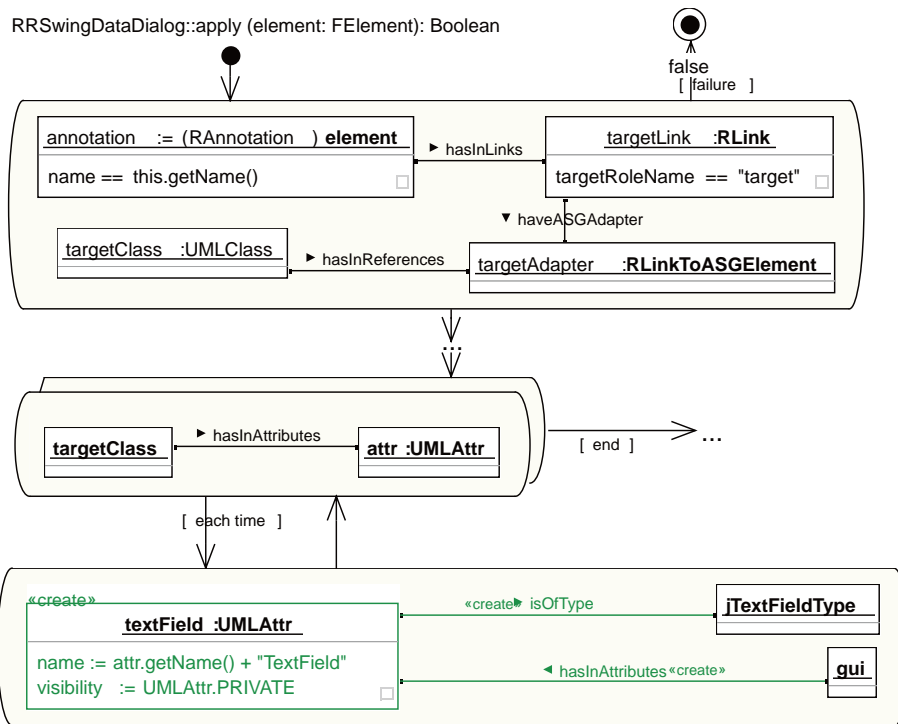 RRSwingDataDialog::apply (element: FElement): Boolean
false
[ failure ]
annotation := (RAnnotation ) element
name == this.getName()
► hasInLinks
targetLink :RLink
targetRoleName == "target"
▼ haveASGAdapter
targetClass :UMLClass
► hasInReferences
targetAdapter :RLinkToASGElement
...
targetClass
► hasInAttributes
attr :UMLAttr
[ end ]
...
[ each time ]
«create»
textField :UMLAttr
name := attr.getName() + "TextField"
visibility := UMLAttr.PRIVATE
«create» ► isOfType
jTextFieldType
◄ hasInAttributes «create»
gui